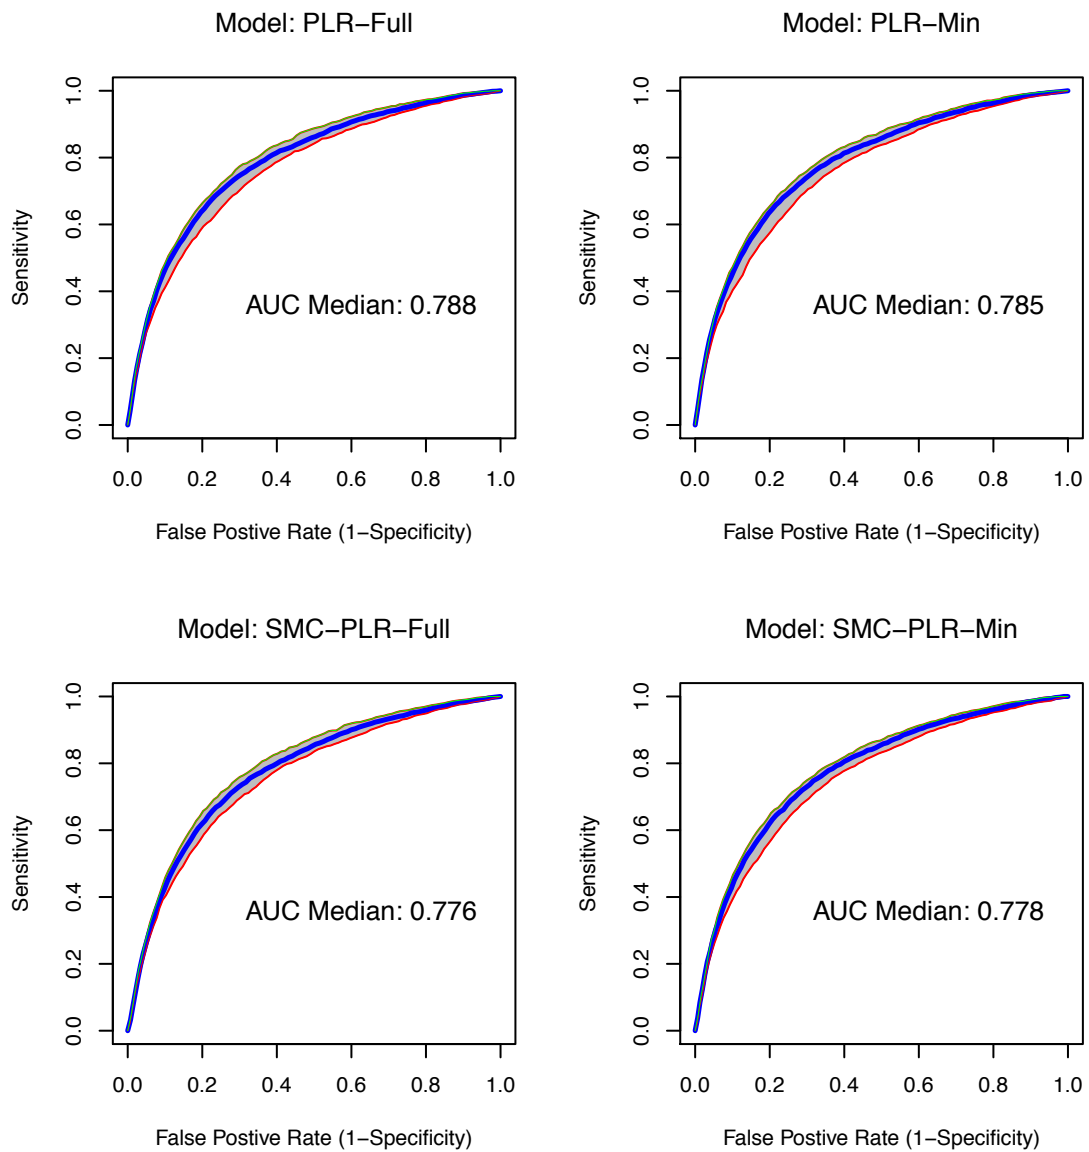 Model: PLR−Full
Sensitivity
0.0 0.2 0.4 0.6 0.8 1.0
AUC Median: 0.788
0.0 0.2 0.4 0.6 0.8 1.0
False Postive Rate (1−Specificity)
Model: PLR−Min
Sensitivity
0.0 0.2 0.4 0.6 0.8 1.0
AUC Median: 0.785
0.0 0.2 0.4 0.6 0.8 1.0
False Postive Rate (1−Specificity)
Model: SMC−PLR−Full
Sensitivity
0.0 0.2 0.4 0.6 0.8 1.0
AUC Median: 0.776
0.0 0.2 0.4 0.6 0.8 1.0
False Postive Rate (1−Specificity)
Model: SMC−PLR−Min
Sensitivity
0.0 0.2 0.4 0.6 0.8 1.0
AUC Median: 0.778
0.0 0.2 0.4 0.6 0.8 1.0
False Postive Rate (1−Specificity)